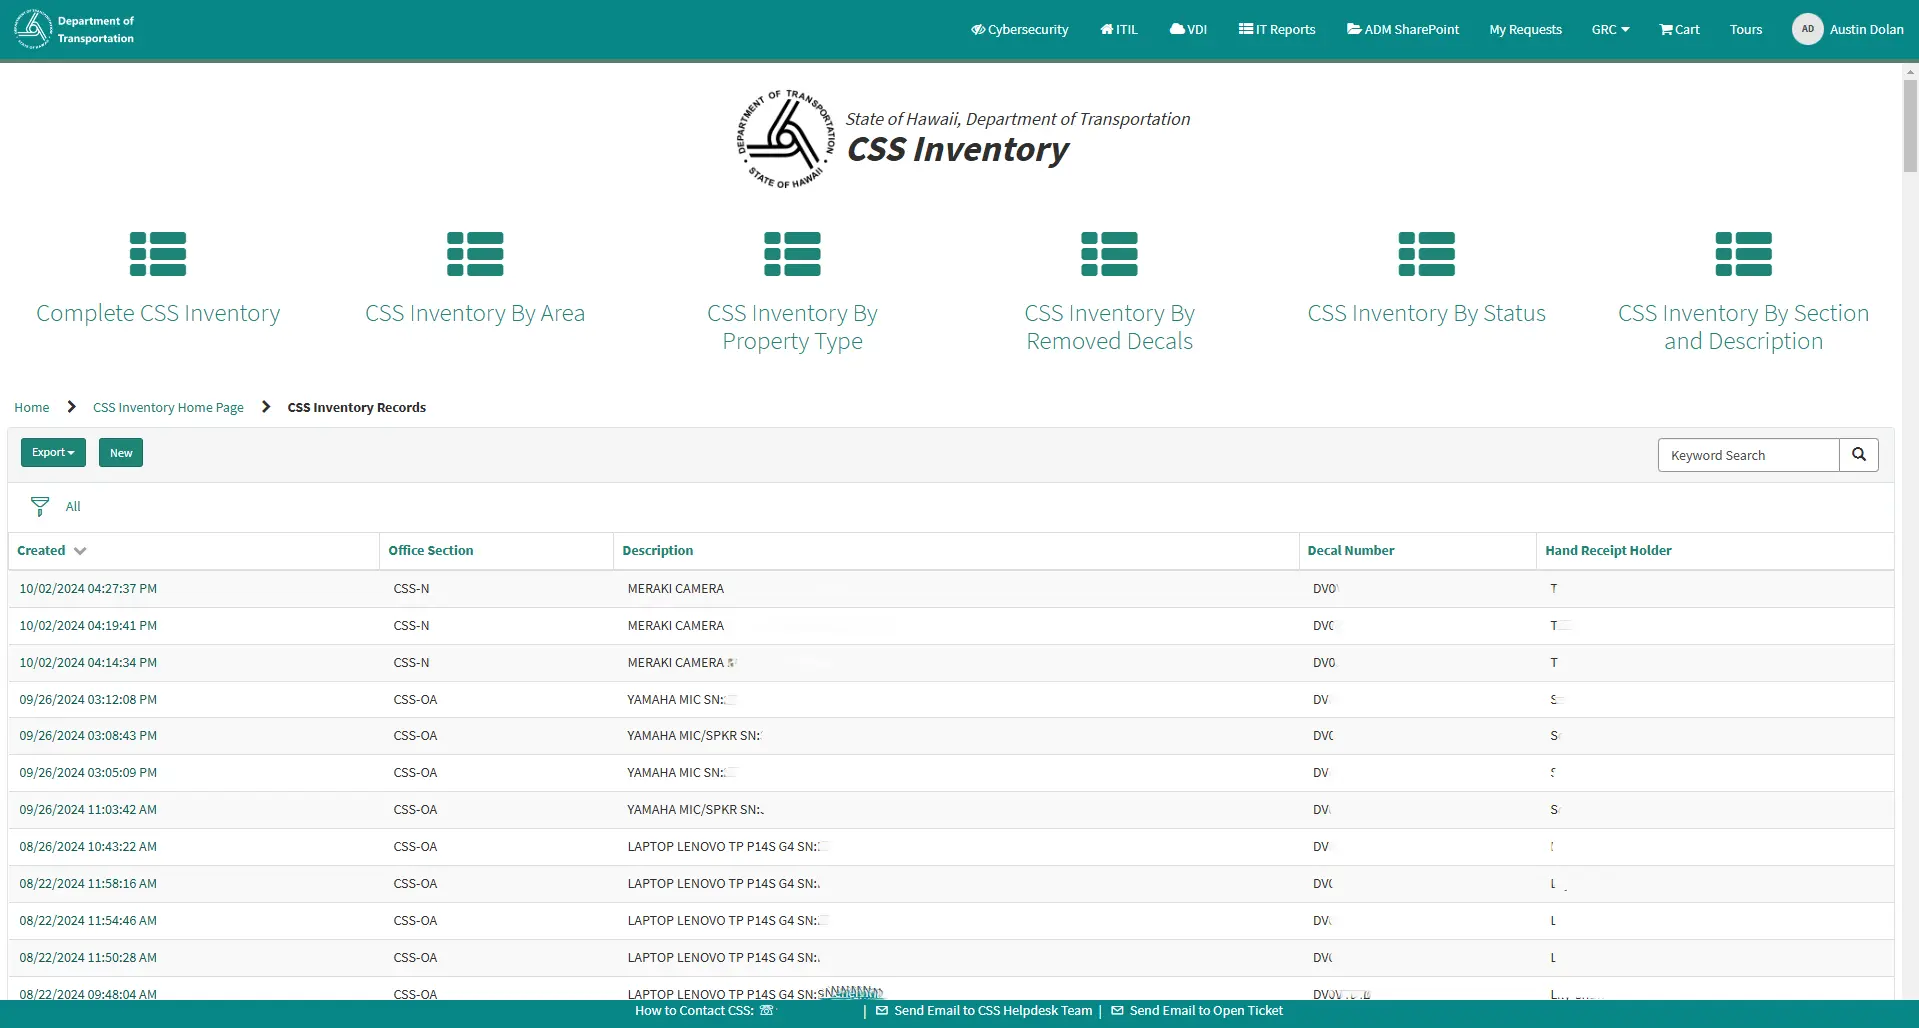 Department of
Transportation
Cybersecurity ITIL VDI IT Reports ADM SharePoint My Requests GRC Cart Tours AD Austin Dolan
DEPARTMENT OF TRANSPORTATION
STATE OF HAWAII
State of Hawaii, Department of Transportation
CSS Inventory
Complete CSS Inventory
CSS Inventory By Area
CSS Inventory By
Property Type
CSS Inventory By
Removed Decals
CSS Inventory By Status
CSS Inventory By Section
and Description
Home CSS Inventory Home Page CSS Inventory Records
Export New Keyword Search
All
Created Office Section Description Decal Number Hand Receipt Holder
10/02/2024 04:27:37 PM CSS-N MERAKI CAMERA DV0 T
10/02/2024 04:19:41 PM CSS-N MERAKI CAMERA DV T
10/02/2024 04:14:34 PM CSS-N MERAKI CAMERA DV0 T
09/26/2024 03:12:08 PM CSS-OA YAMAHA MIC SN: DV S
09/26/2024 03:08:43 PM CSS-OA YAMAHA MIC/SPKR SN: DV S
09/26/2024 03:05:09 PM CSS-OA YAMAHA MIC SN: DV
09/26/2024 11:03:42 AM CSS-OA YAMAHA MIC/SPKR SN: DV S
08/26/2024 10:43:22 AM CSS-OA LAPTOP LENOVO TP P14S G4 SN: DV
08/22/2024 11:58:16 AM CSS-OA LAPTOP LENOVO TP P14S G4 SN: DV L
08/22/2024 11:54:46 AM CSS-OA LAPTOP LENOVO TP P14S G4 SN: DV L
08/22/2024 11:50:28 AM CSS-OA LAPTOP LENOVO TP P14S G4 SN: DV L
08/22/2024 09:48:04 AM CSS-OA LAPTOP LENOVO TP P14S G4 SN:
How to Contact CSS: | Send Email to CSS Helpdesk Team | Send Email to Open Ticket